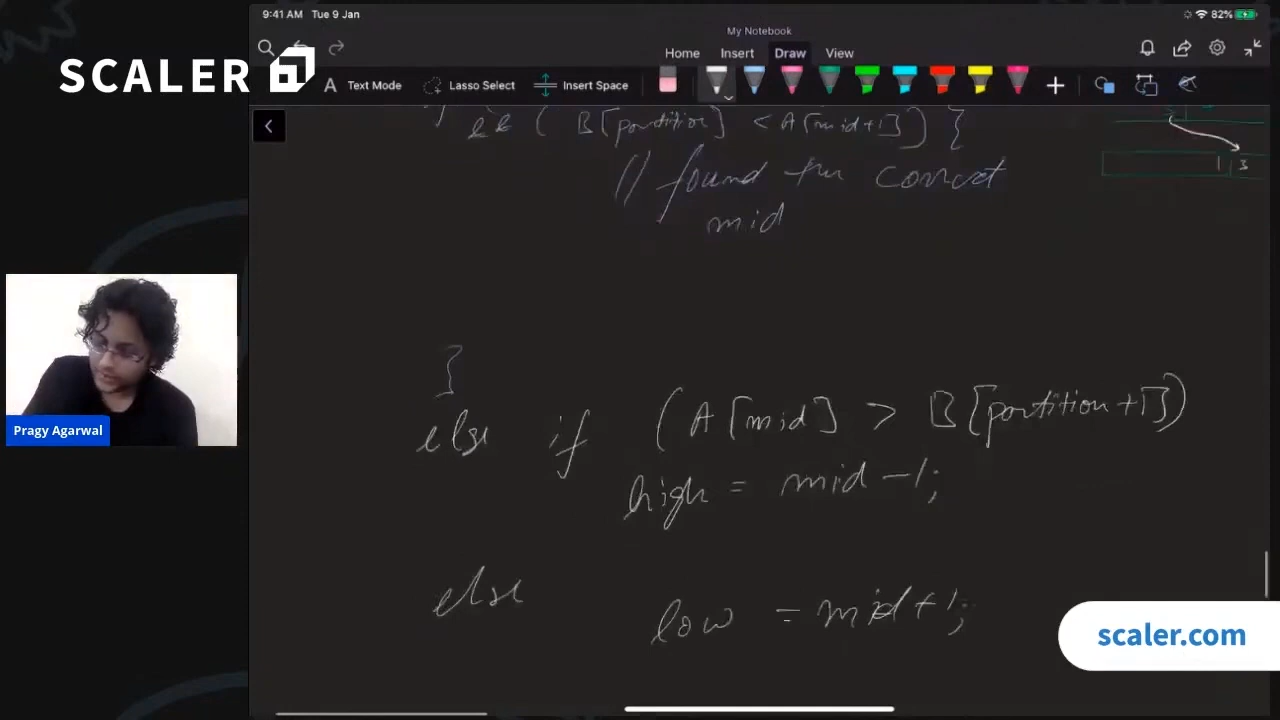 9:41 AM Tue 9 Jan
82%
My Notebook
Home Insert Draw View
SCALER
A Text Mode Lasso Select Insert Space
&& ( B[partition] < A[mid+1]) {
// found the correct
mid
1 3
}
else if (A[mid] > B[partition+1])
high = mid-1;
Pragy Agarwal
else
low = mid+1;
scaler.com